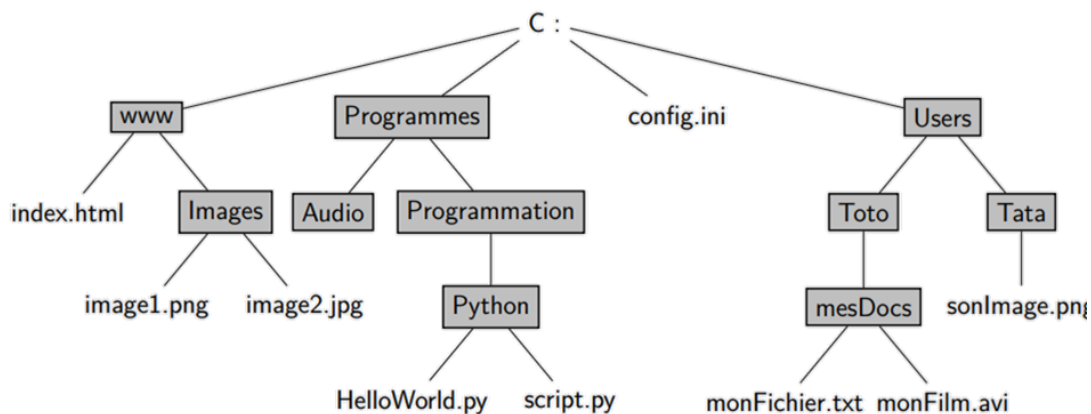 C :
www
Programmes
config.ini
Users
index.html
Images
Audio
Programmation
Toto
Tata
image1.png
image2.jpg
Python
mesDocs
sonImage.png
HelloWorld.py
script.py
monFichier.txt
monFilm.avi